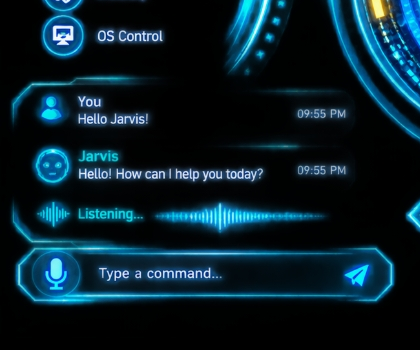 OS Control
You
Hello Jarvis!
09:55 PM
Jarvis
Hello! How can I help you today?
09:55 PM
Listening...
Type a command...